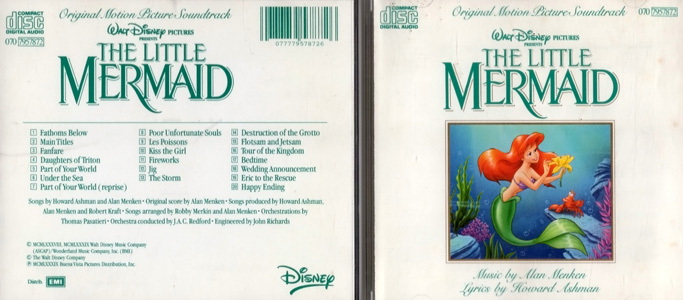 COMPACT
disc
DIGITAL AUDIO
070 7957872
Original Motion Picture Soundtrack
WALT DISNEY PICTURES
PRESENTS
THE LITTLE
MERMAID
077779578726
1 Fathoms Below
2 Main Titles
3 Fanfare
4 Daughters of Triton
5 Part of Your World
6 Under the Sea
7 Part of Your World (reprise)
8 Poor Unfortunate Souls
9 Les Poissons
10 Kiss the Girl
11 Fireworks
12 Jig
13 The Storm
14 Destruction of the Grotto
15 Flotsam and Jetsam
16 Tour of the Kingdom
17 Bedtime
18 Wedding Announcement
19 Eric to the Rescue
20 Happy Ending
Songs by Howard Ashman and Alan Menken • Original score by Alan Menken • Songs produced by Howard Ashman,
Alan Menken and Robert Kraft • Songs arranged by Robby Merkin and Alan Menken • Orchestrations by
Thomas Pasatieri • Orchestra conducted by J.A.C. Redford • Engineered by John Richards
© MCMLXXXVII, MCMLXXXIX Walt Disney Music Company
(ASCAP)/Wonderland Music Company, Inc. (BMI)
© The Walt Disney Company
℗ MCMLXXXIX Buena Vista Pictures Distribution, Inc.
Distrib. EMI
Disney
COMPACT
disc
DIGITAL AUDIO
Original Motion Picture Soundtrack
070 7957872
WALT DISNEY PICTURES
PRESENTS
THE LITTLE
MERMAID
Music by Alan Menken
Lyrics by Howard Ashman